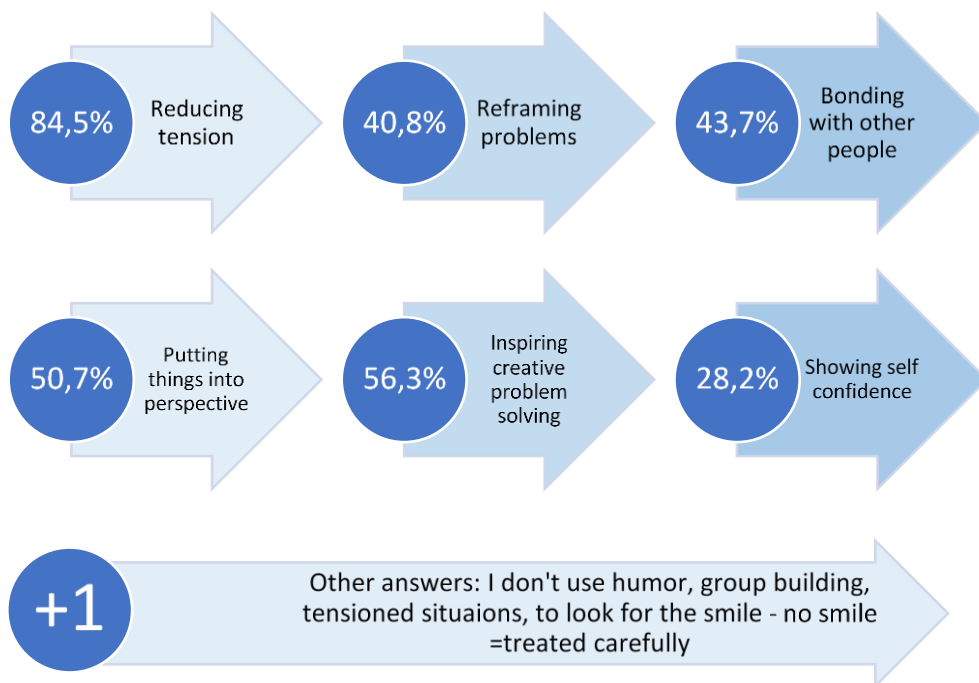 84,5%
Reducing
tension
40,8%
Reframing
problems
43,7%
Bonding
with other
people
50,7%
Putting
things into
perspective
56,3%
Inspiring
creative
problem
solving
28,2%
Showing self
confidence
+1
Other answers: I don't use humor, group building,
tensioned situaions, to look for the smile - no smile
=treated carefully